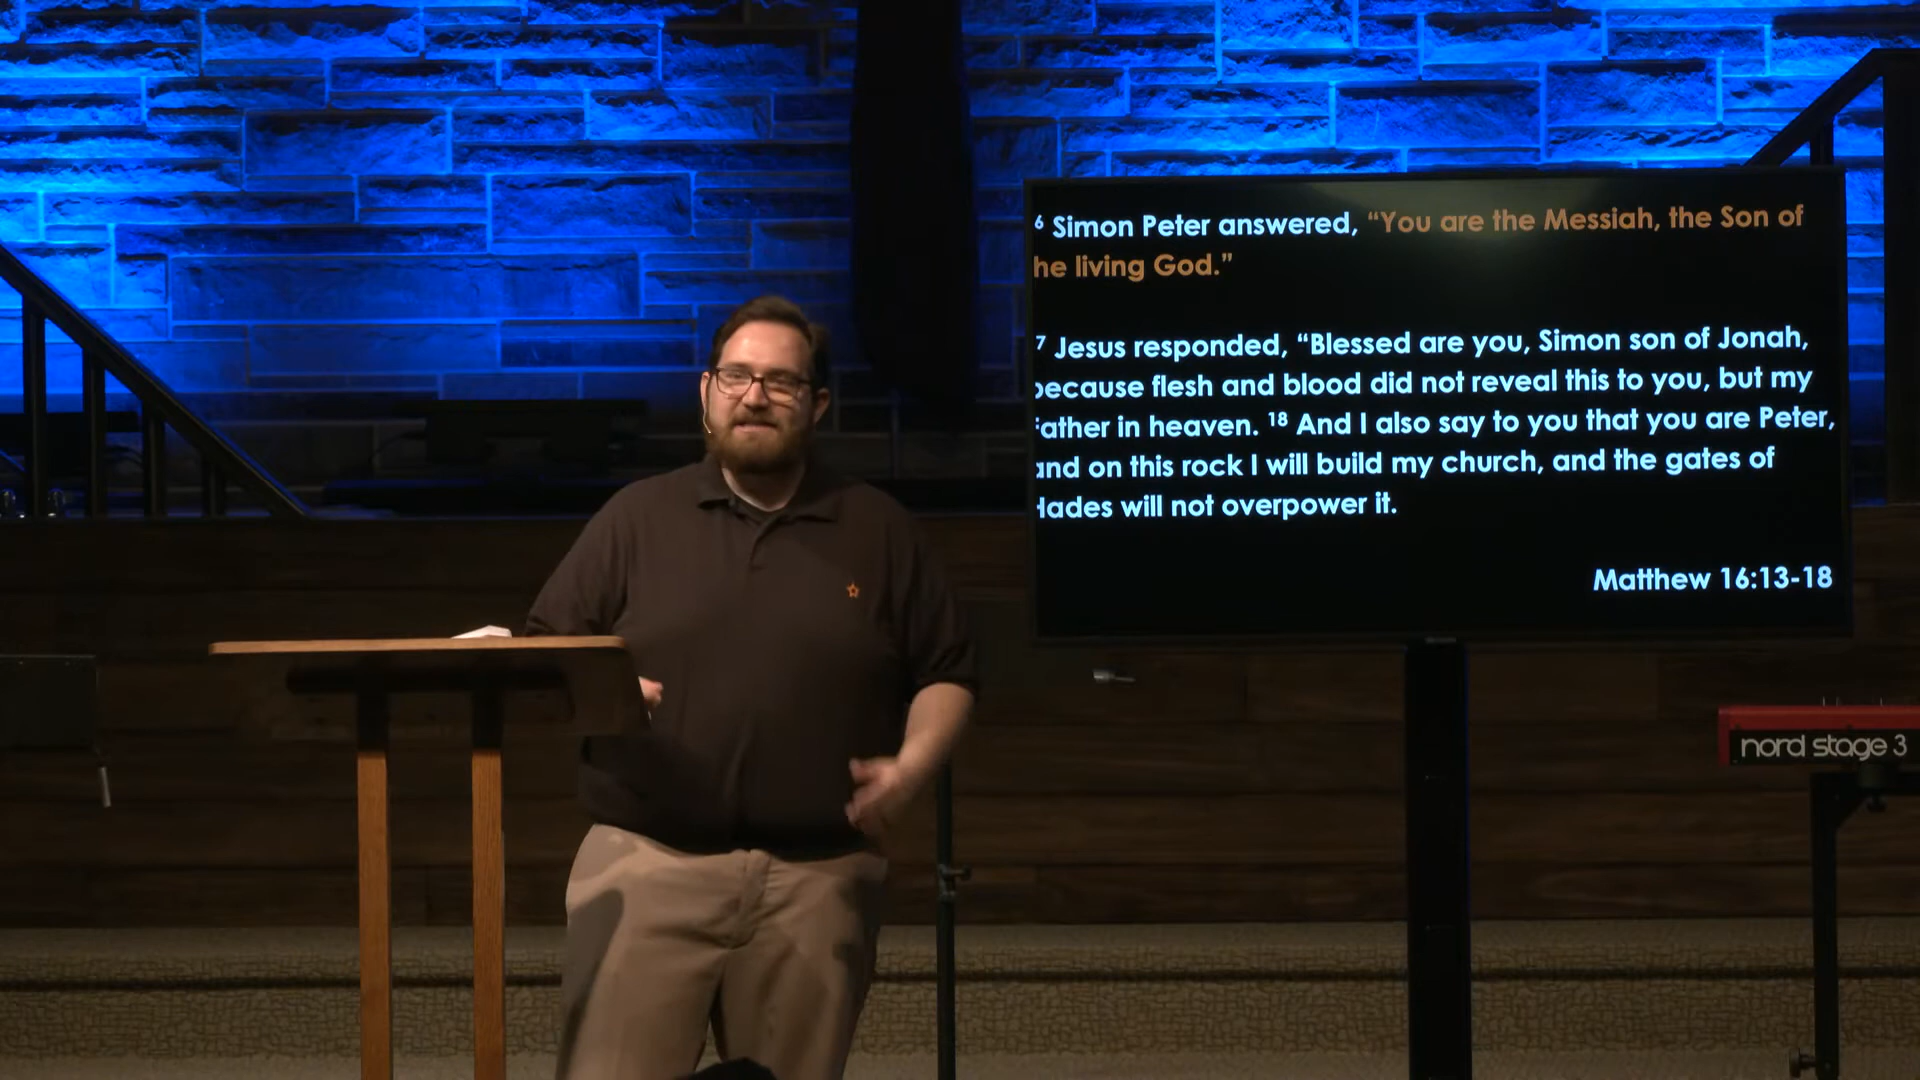 6 Simon Peter answered, “You are the Messiah, the Son of
he living God.”
7 Jesus responded, “Blessed are you, Simon son of Jonah,
because flesh and blood did not reveal this to you, but my
Father in heaven. 18 And I also say to you that you are Peter,
and on this rock I will build my church, and the gates of
Hades will not overpower it.
Matthew 16:13-18
nord stage 3